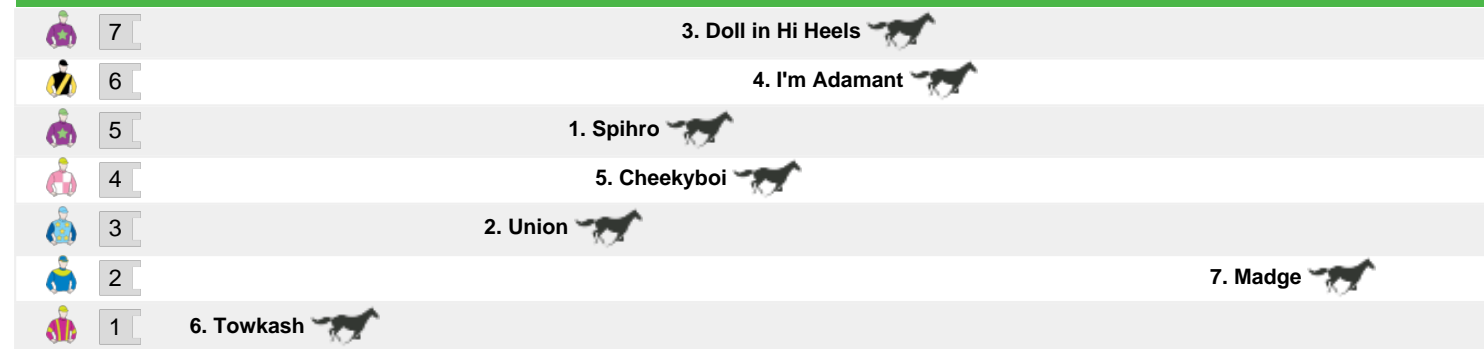 7 3. Doll in Hi Heels
6 4. I'm Adamant
5 1. Spihro
4 5. Cheekyboi
3 2. Union
2 7. Madge
1 6. Towkash